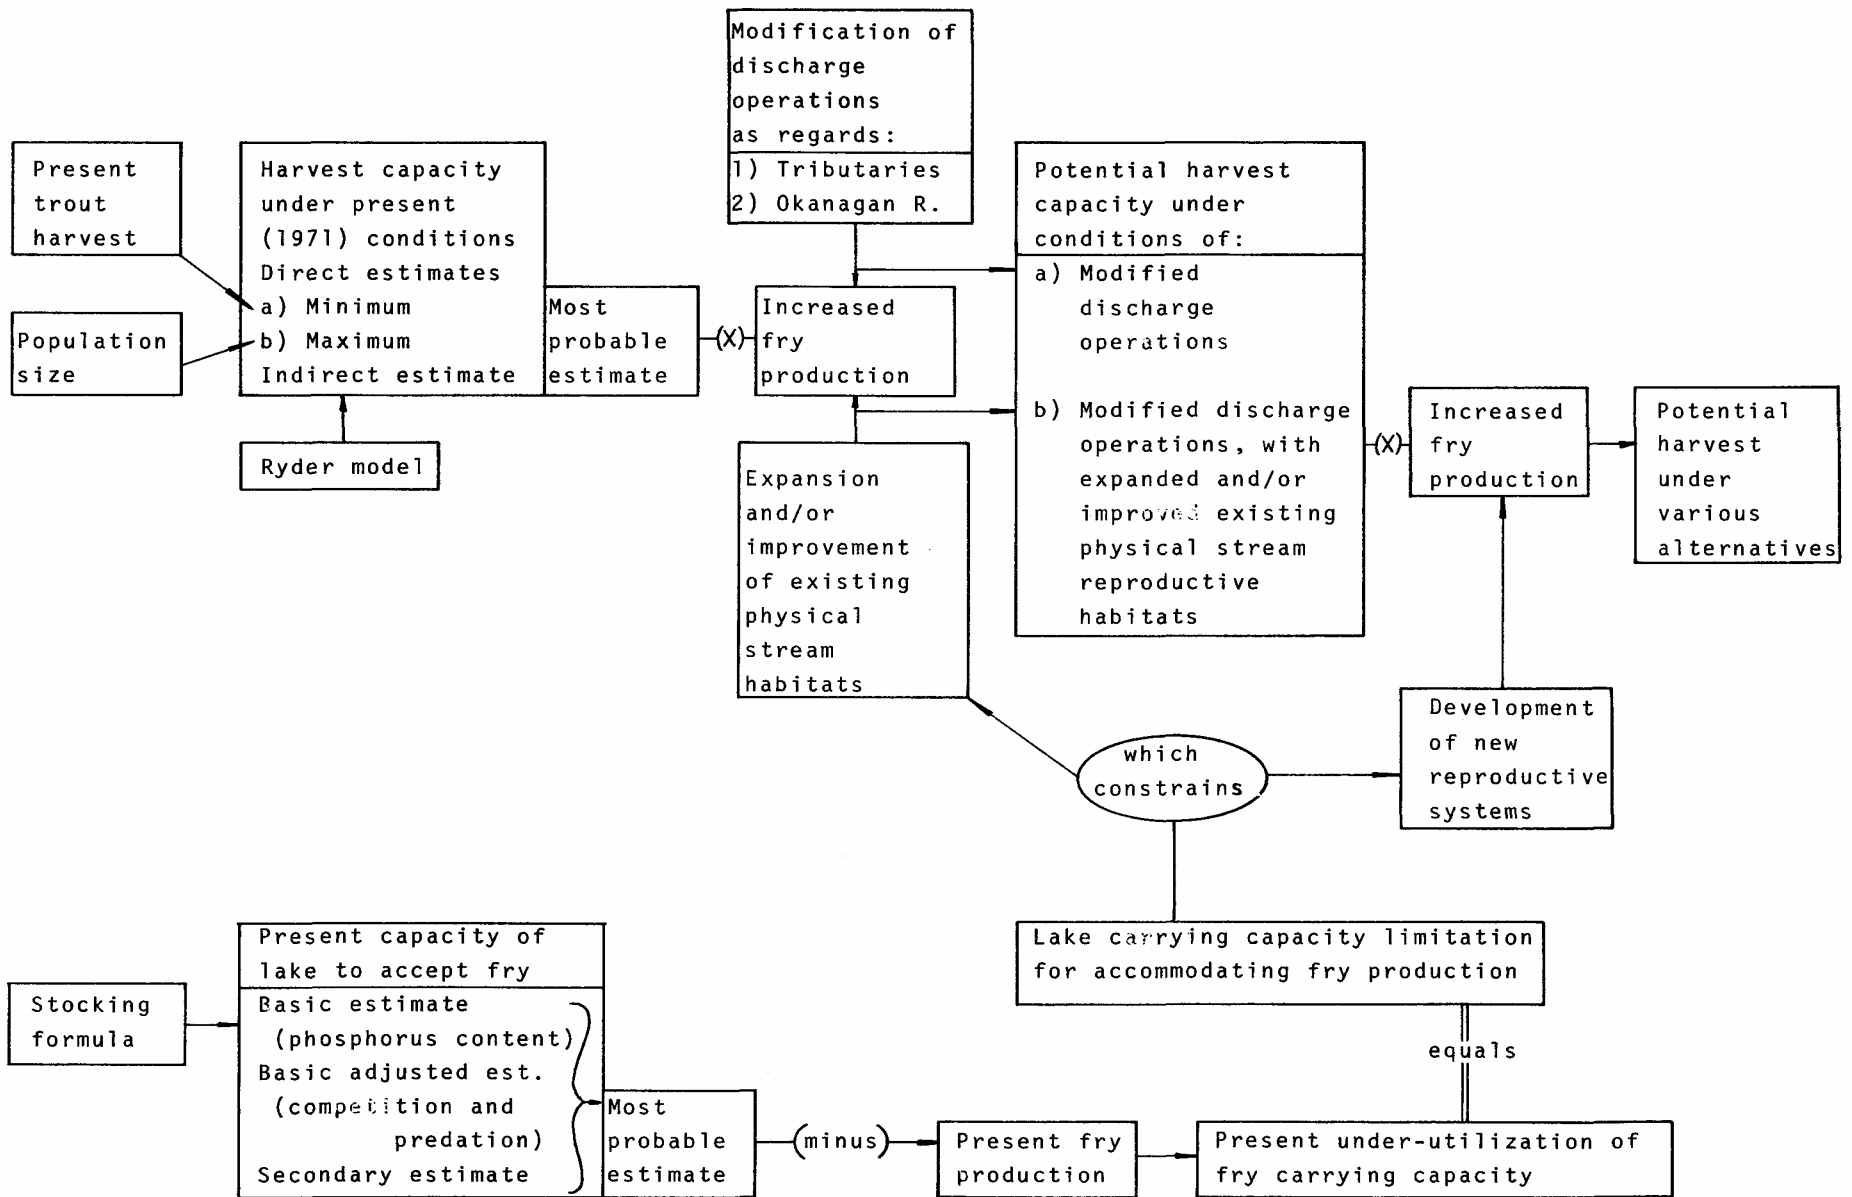 Modification of
discharge
operations
as regards:
1) Tributaries
2) Okanagan R.
Present
trout
harvest
Population
size
Harvest capacity
under present
(1971) conditions
Direct estimates
a) Minimum
b) Maximum
Indirect estimate
Ryder model
Most
probable
estimate
(X)
Increased
fry
production
Potential harvest
capacity under
conditions of:
a) Modified
discharge
operations
b) Modified discharge
operations, with
expanded and/or
improved existing
physical stream
reproductive
habitats
(X)
Increased
fry
production
Potential
harvest
under
various
alternatives
Expansion
and/or
improvement
of existing
physical
stream
habitats
which
constrains
Development
of new
reproductive
systems
Lake carrying capacity limitation
for accommodating fry production
equals
Stocking
formula
Present capacity of
lake to accept fry
Basic estimate
(phosphorus content)
Basic adjusted est.
(competition and
predation)
Secondary estimate
Most
probable
estimate
(minus)
Present fry
production
Present under-utilization of
fry carrying capacity